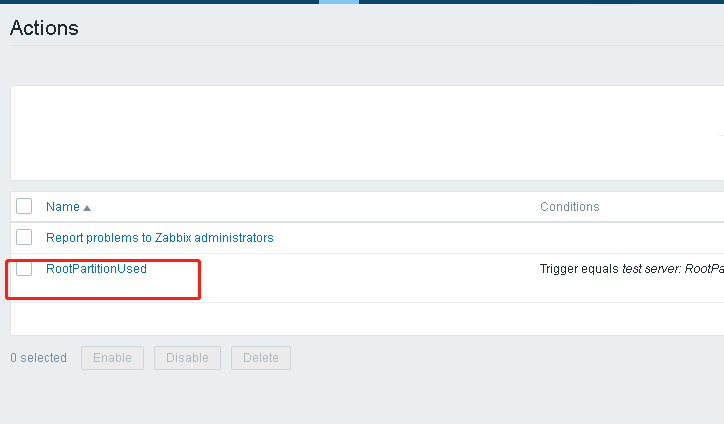 Actions
Name Conditions
Report problems to Zabbix administrators
RootPartitionUsed Trigger equals test server: RootPa
0 selected Enable Disable Delete